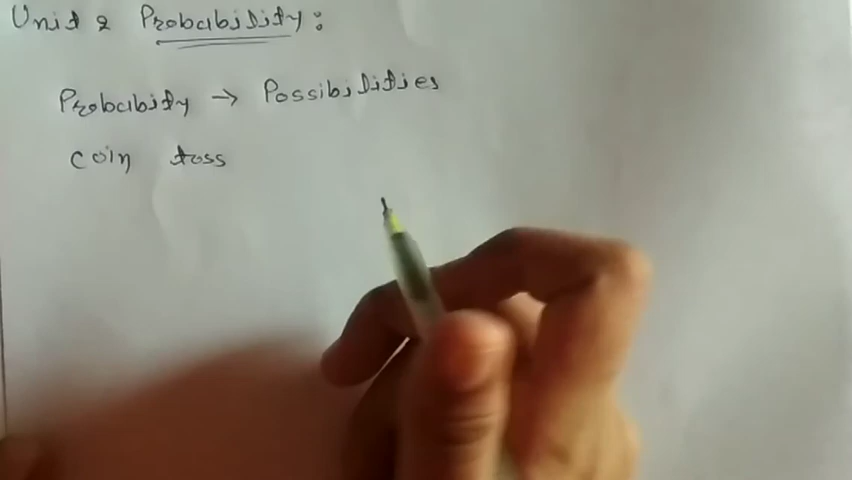 Unit 2 Probability:
Probability → Possibilities
coin toss